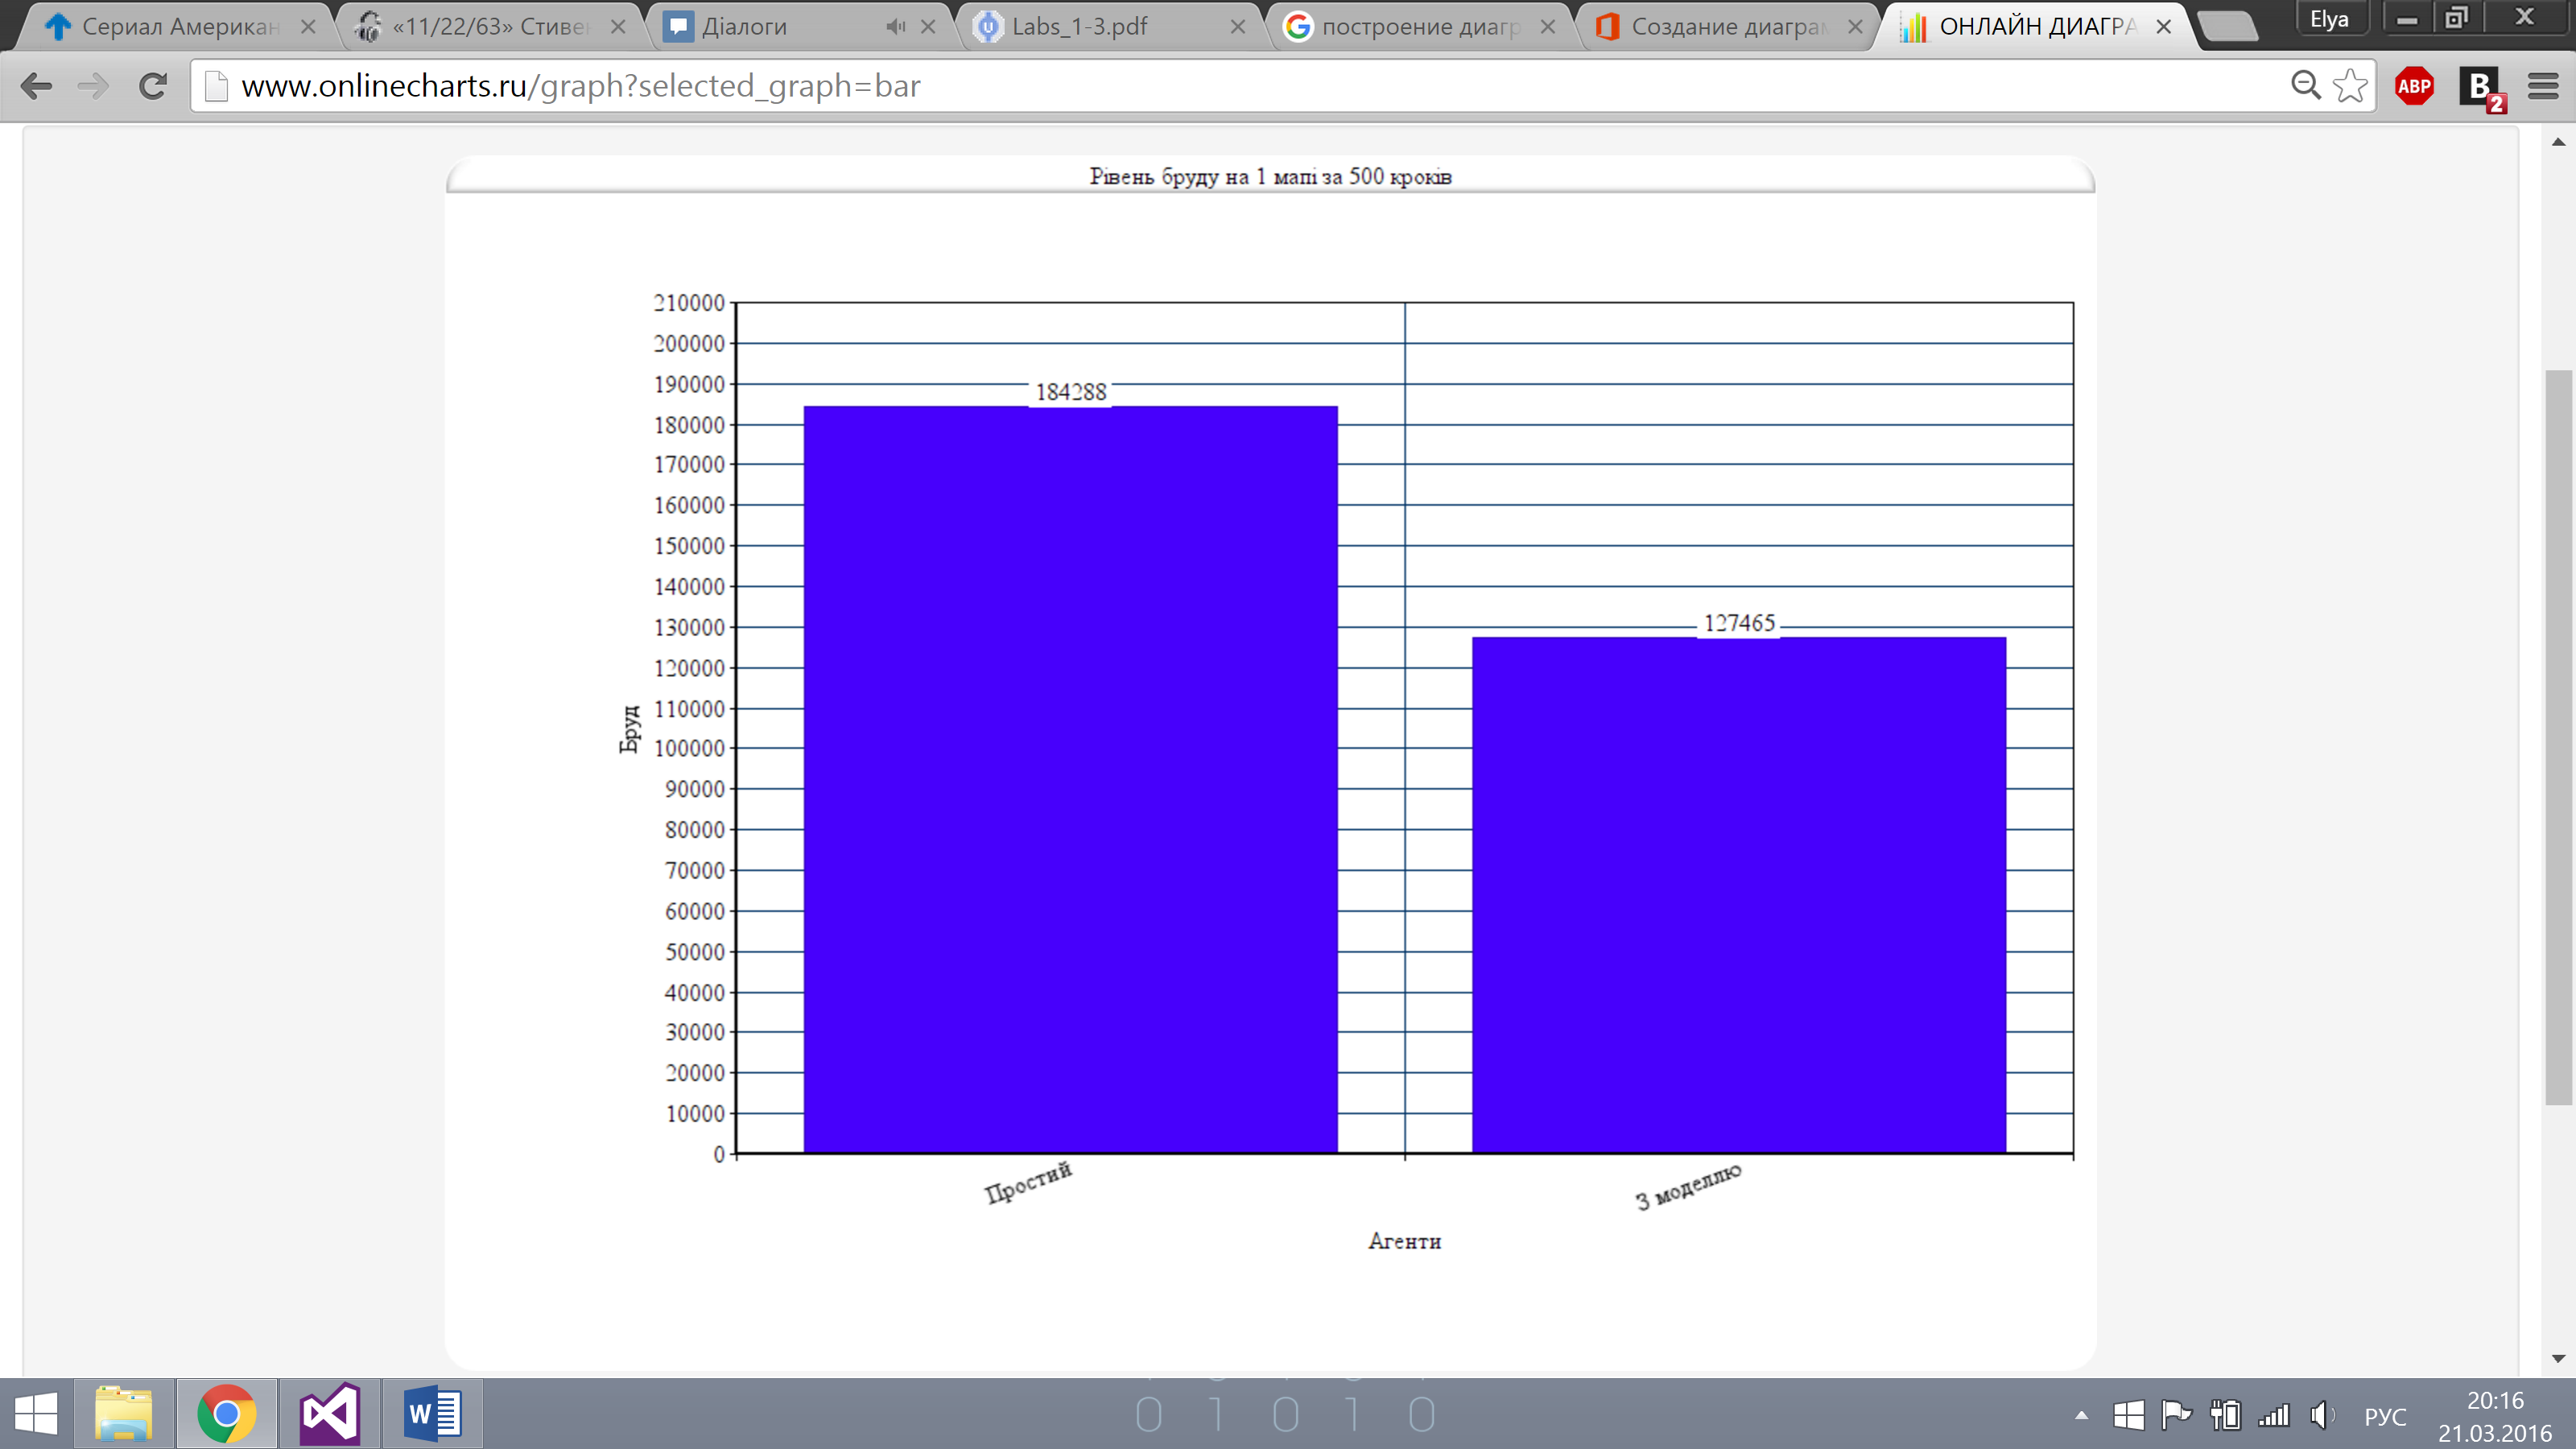 Сериал Американ
«11/22/63» Стивен
Діалоги
Labs_1-3.pdf
построение диагр
Создание диаграм
ОНЛАЙН ДИАГРА
Elya
www.onlinecharts.ru/graph?selected_graph=bar
ABP
B
2
Рівень бруду на 1 мапі за 500 кроків
210000
200000
190000
184288
180000
170000
160000
150000
140000
130000
127465
120000
110000
Бруд
100000
90000
80000
70000
60000
50000
40000
30000
20000
10000
0
Простий
З моделлю
Агенти
0 1 0 1 0
РУС
20:16
21.03.2016